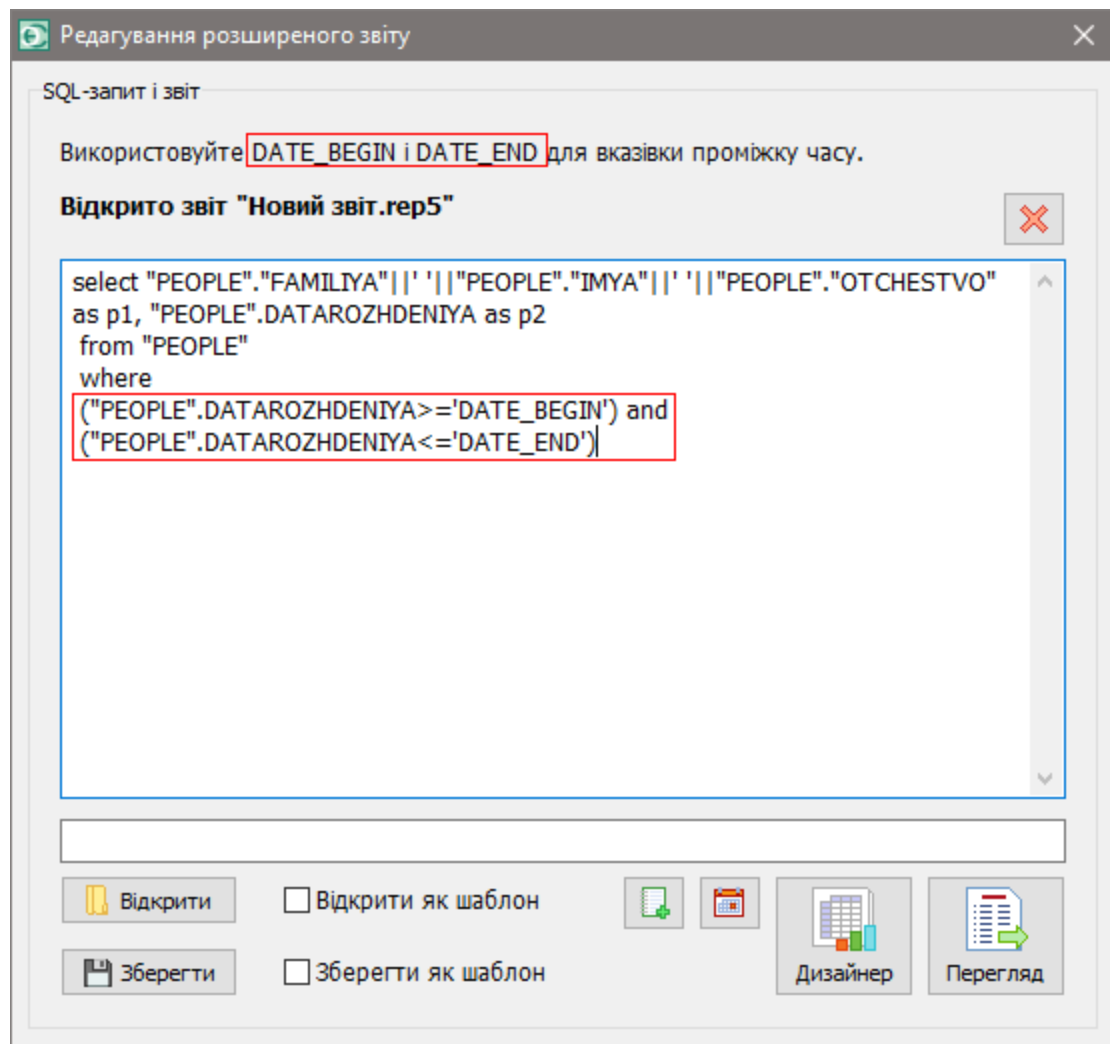 Редагування розширеного звіту
SQL-запит і звіт
Використовуйте DATE_BEGIN і DATE_END для вказівки проміжку часу.
Відкрито звіт "Новий звіт.rep5"
select "PEOPLE"."FAMILIYA"||' '||"PEOPLE"."IMYA"||' '||"PEOPLE"."OTCHESTVO"
as p1, "PEOPLE".DATAROZHDENIYA as p2
from "PEOPLE"
where
("PEOPLE".DATAROZHDENIYA>='DATE_BEGIN') and
("PEOPLE".DATAROZHDENIYA<='DATE_END')
Відкрити
Відкрити як шаблон
Зберегти
Зберегти як шаблон
Дизайнер
Перегляд